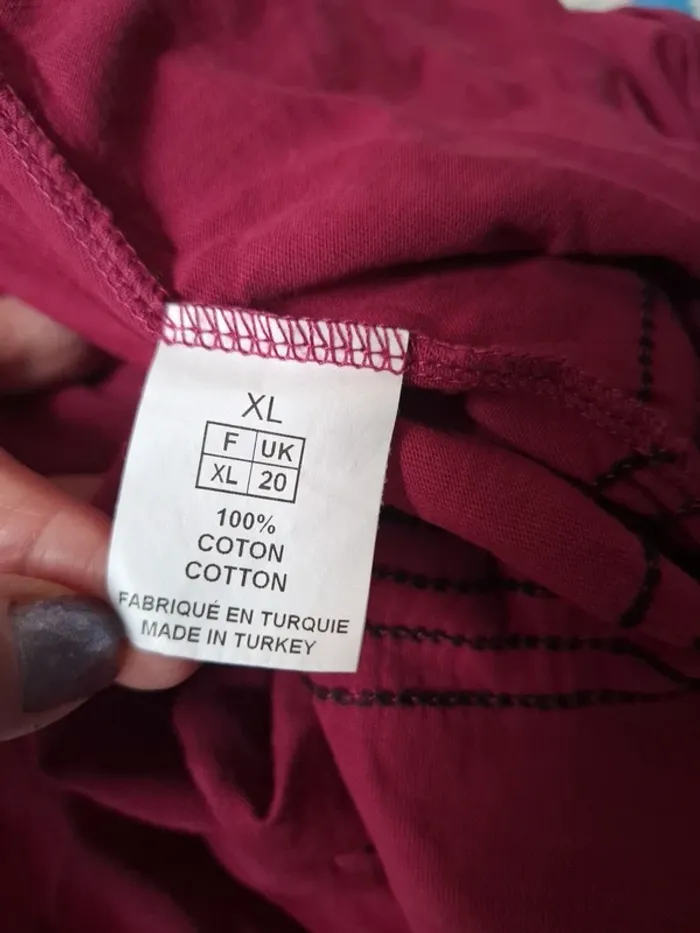 XL
F UK
XL 20
100%
COTON
COTTON
FABRIQUÉ EN TURQUIE
MADE IN TURKEY